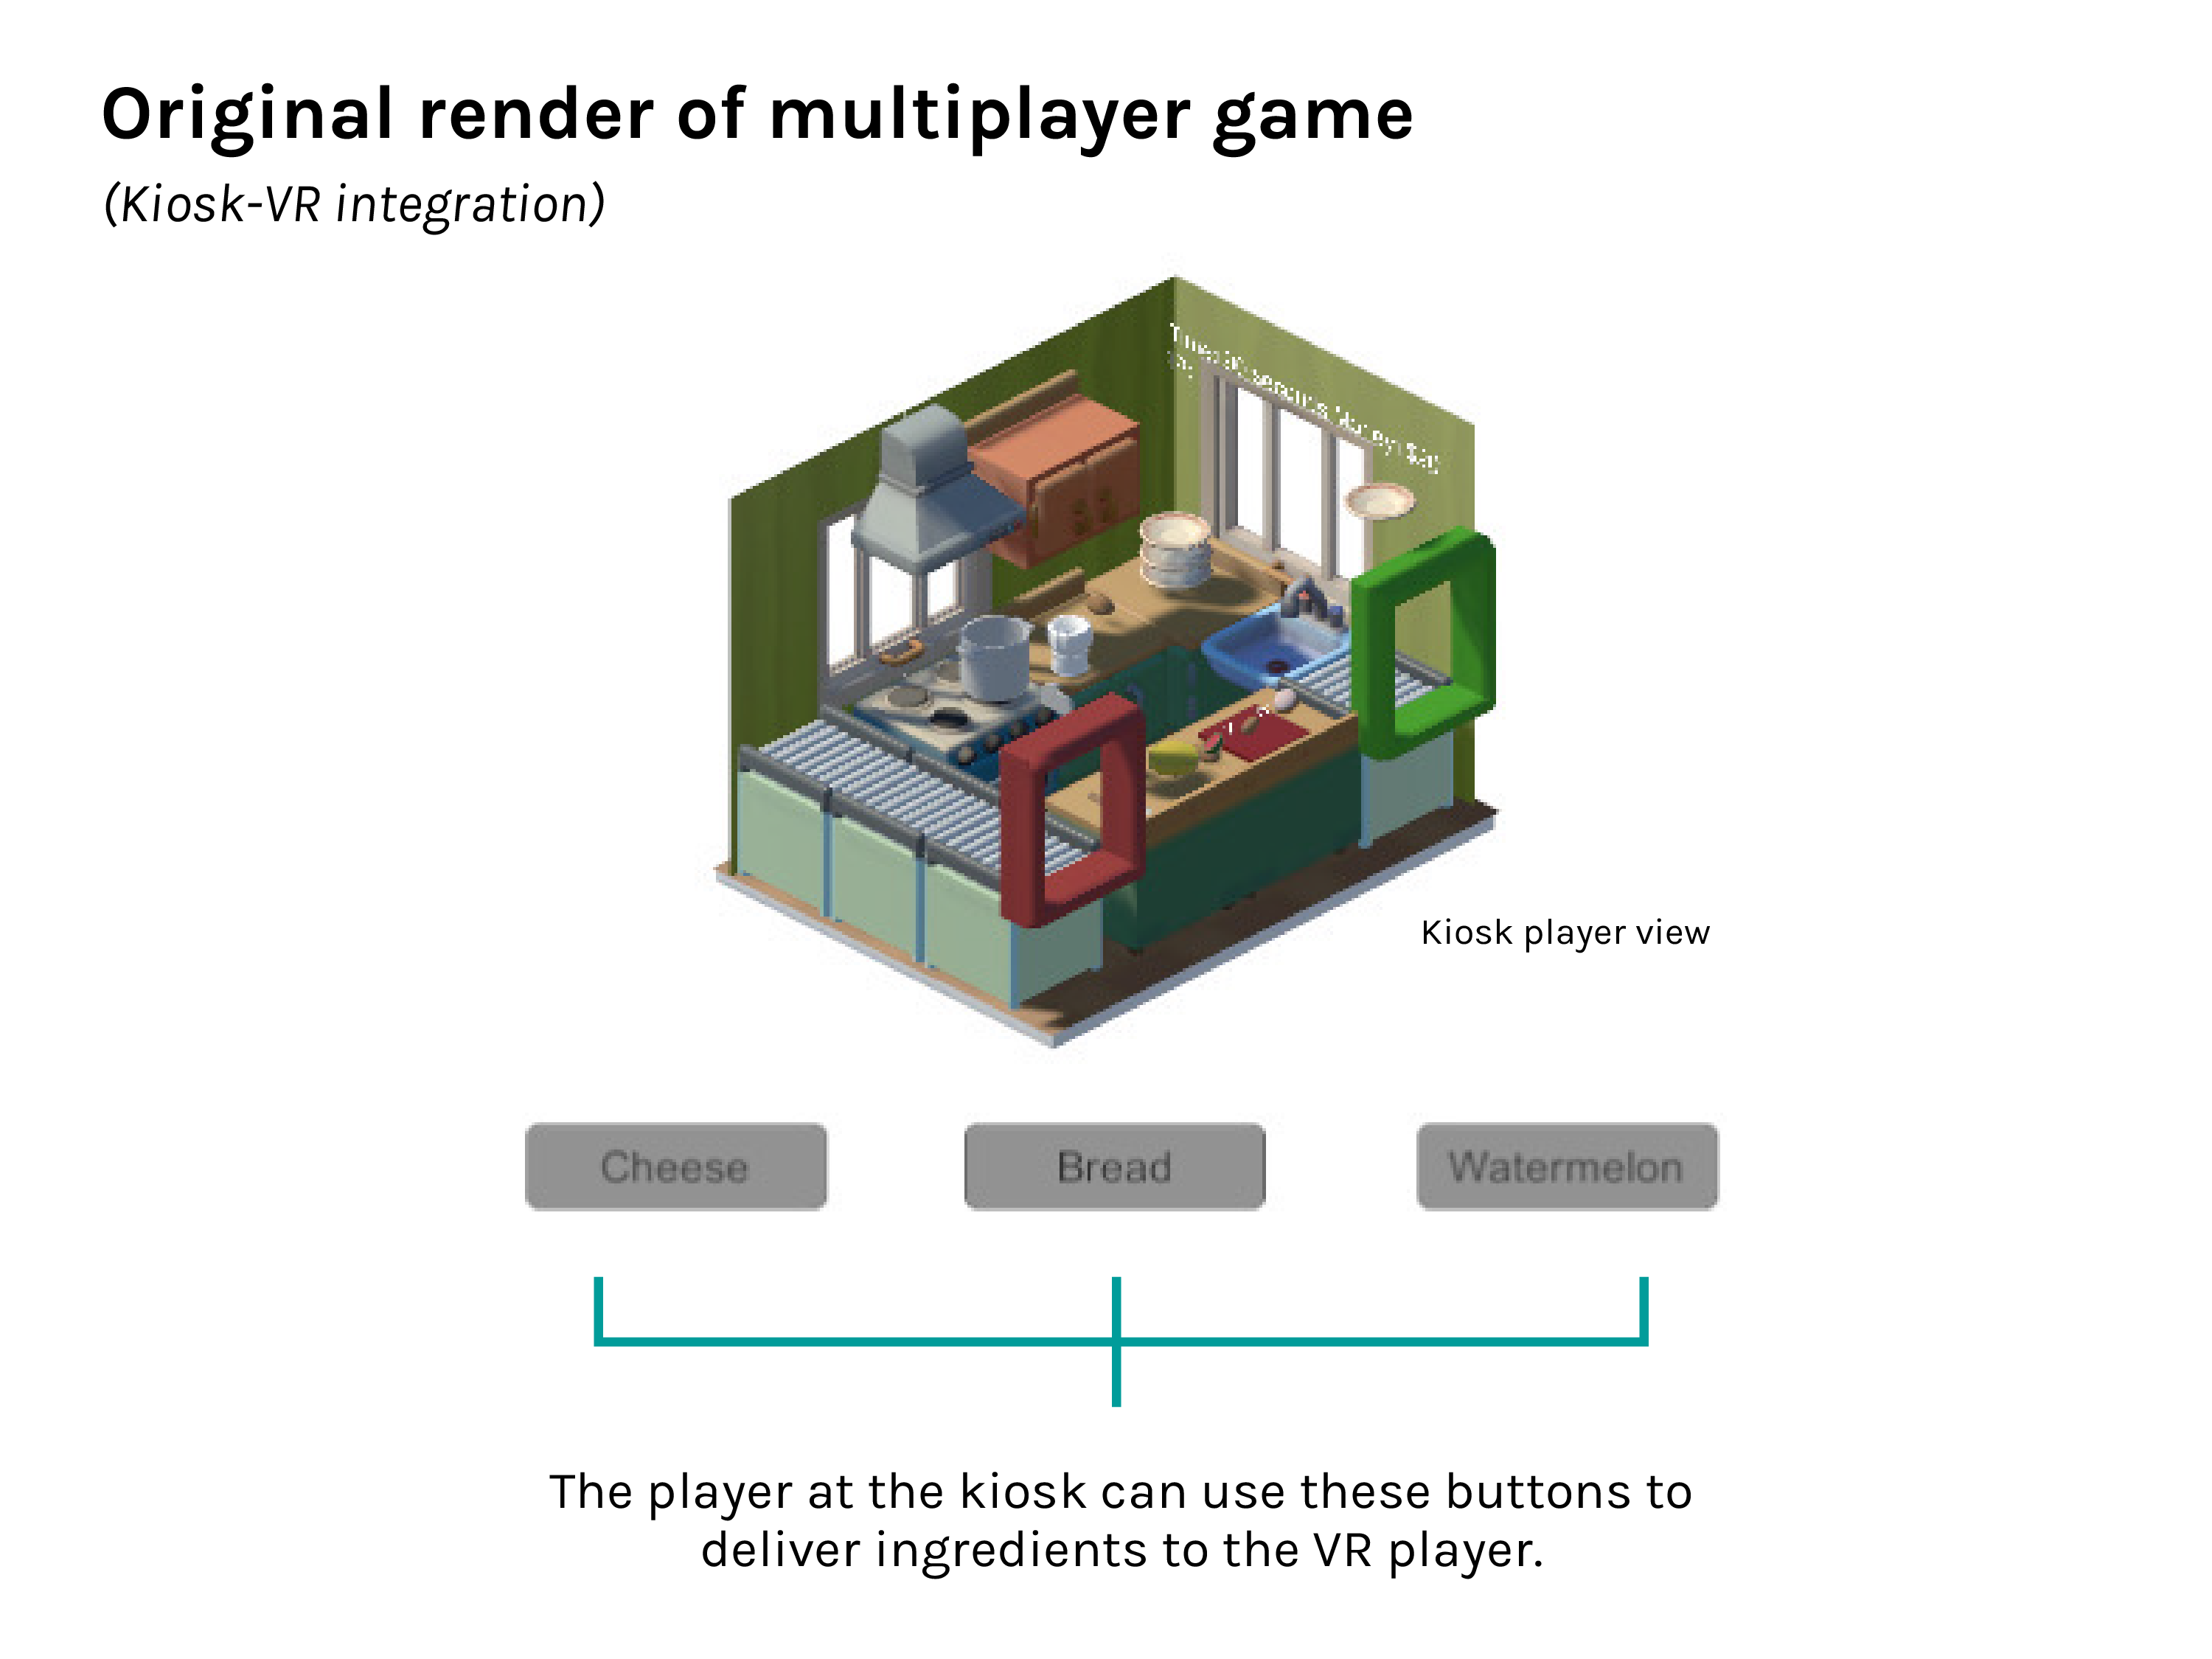 Original render of multiplayer game
(Kiosk-VR integration)
Kiosk player view
Cheese
Bread
Watermelon
The player at the kiosk can use these buttons to
deliver ingredients to the VR player.